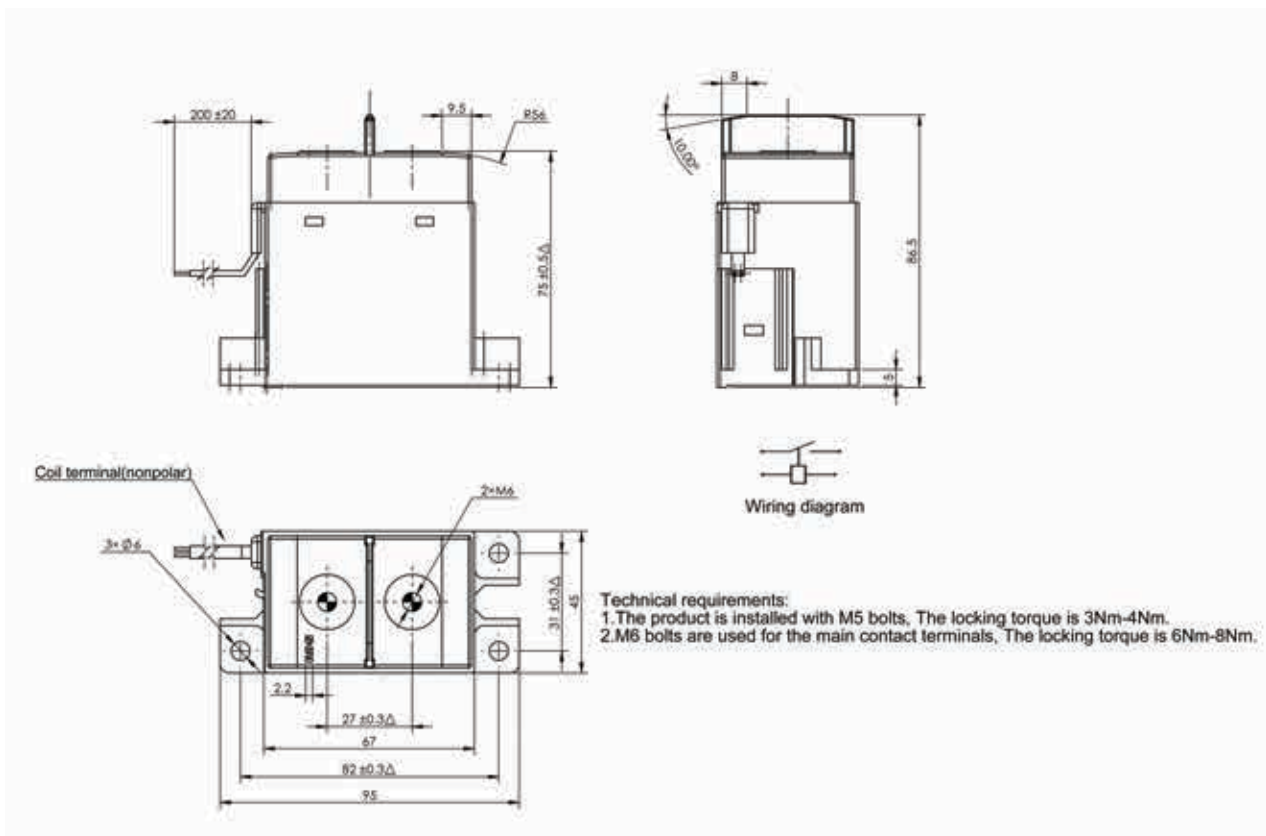 200 ±20
9.5
R56
75 ±0.5△
8
10.00°
86.5
5
Wiring diagram
Coil terminal(nonpolar)
3× Ø6
2×M6
31 ±0.3△
45
2.2
27 ±0.3△
67
82 ±0.3△
95
Technical requirements:
1.The product is installed with M5 bolts, The locking torque is 3Nm-4Nm.
2.M6 bolts are used for the main contact terminals, The locking torque is 6Nm-8Nm.